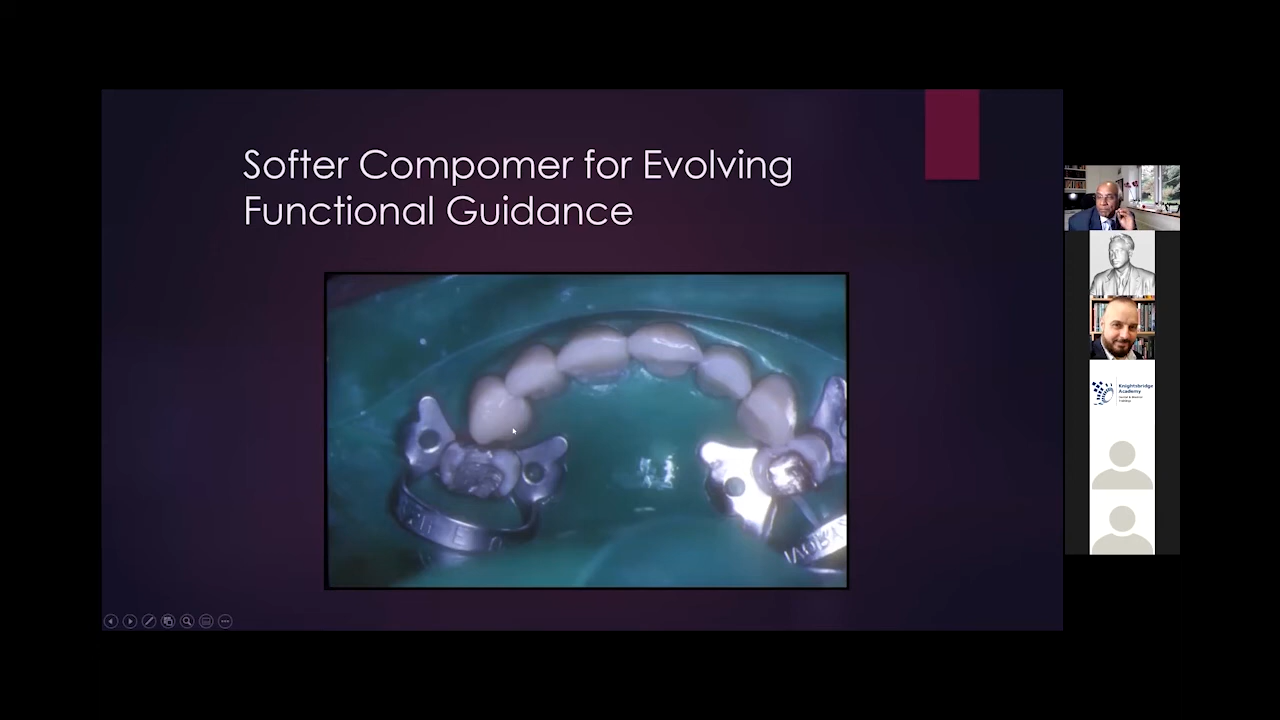 Softer Compomer for Evolving
Functional Guidance
Knightsbridge
Academy